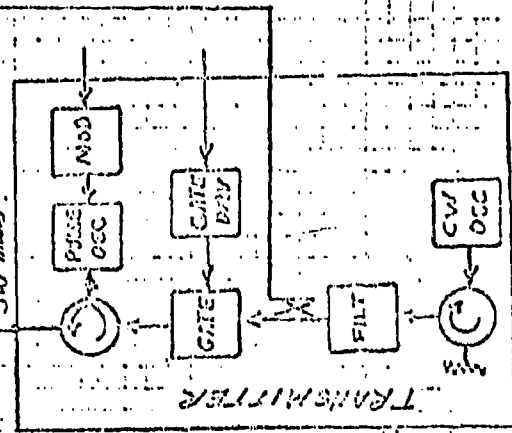 MOD
PULSE
OSC
GATE
DRV
GATE
CW
OSC
FILT
TRANSMITTER